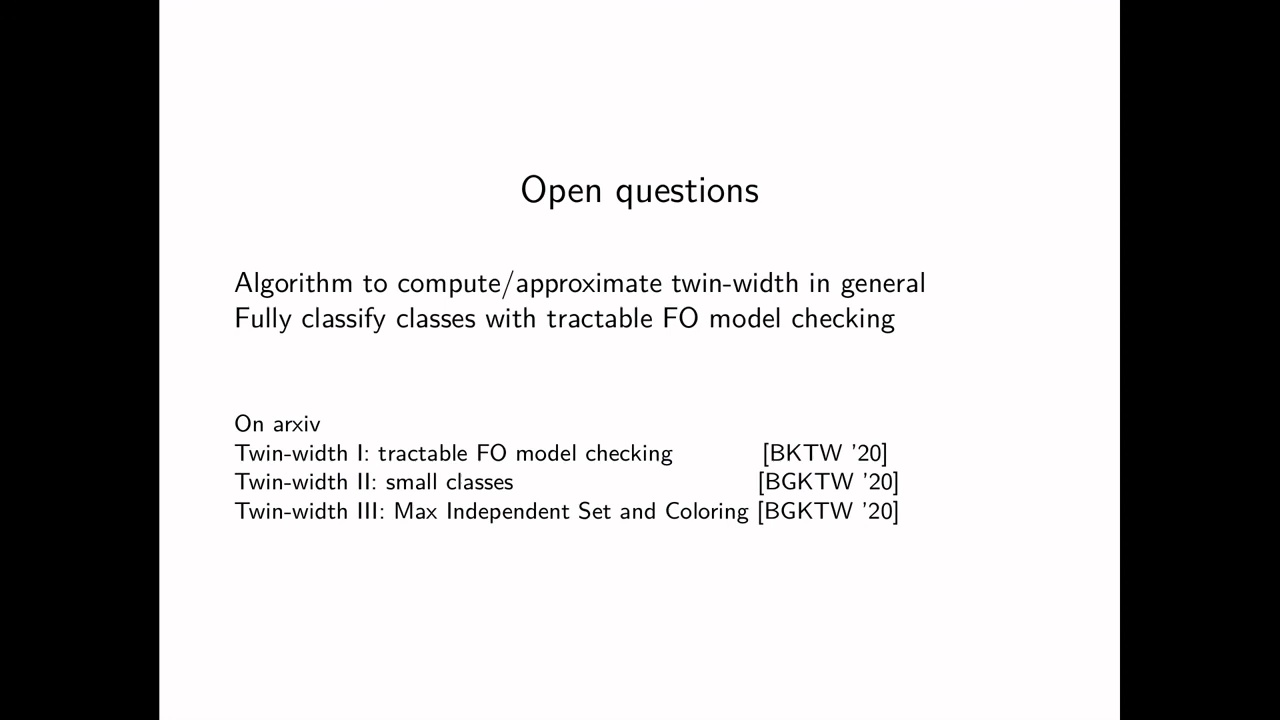 Open questions
Algorithm to compute/approximate twin-width in general
Fully classify classes with tractable FO model checking
On arxiv
Twin-width I: tractable FO model checking [BKTW '20]
Twin-width II: small classes [BGKTW '20]
Twin-width III: Max Independent Set and Coloring [BGKTW '20]